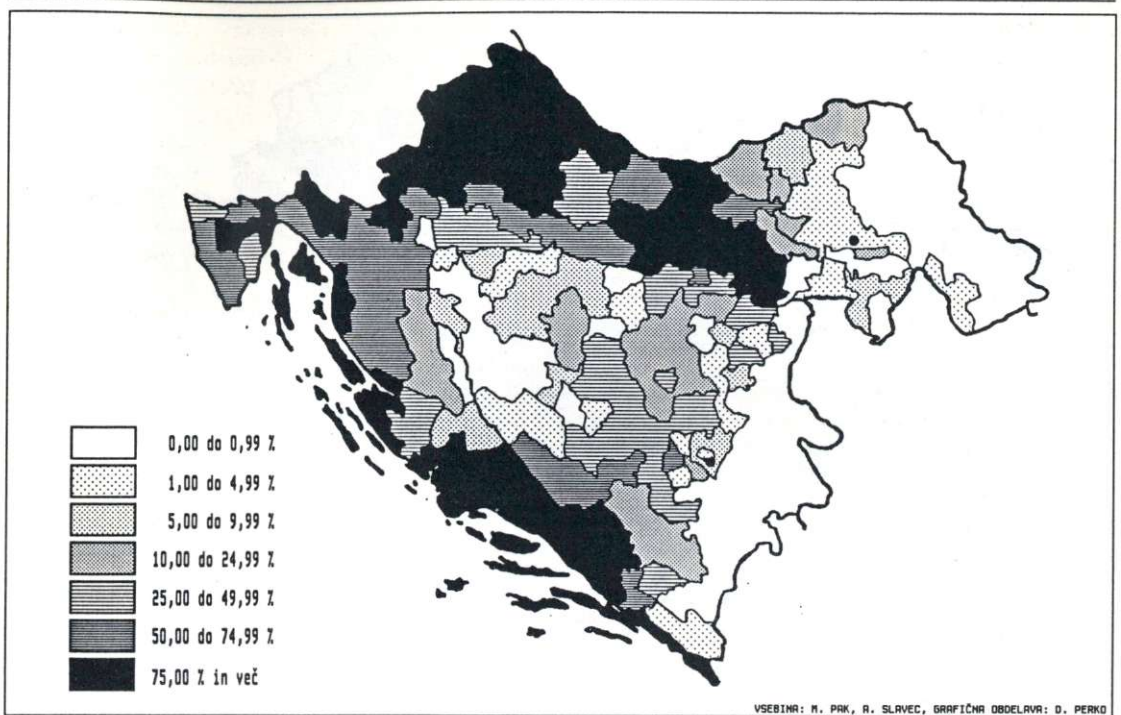 0,00 do 0,99 %
1,00 do 4,99 %
5,00 do 9,99 %
10,00 do 24,99 %
25,00 do 49,99 %
50,00 do 74,99 %
75,00 % in več
VSEBINA: M. PAK, A. SLAVEC, GRAFIČNA OBDELAVA: D. PERKO